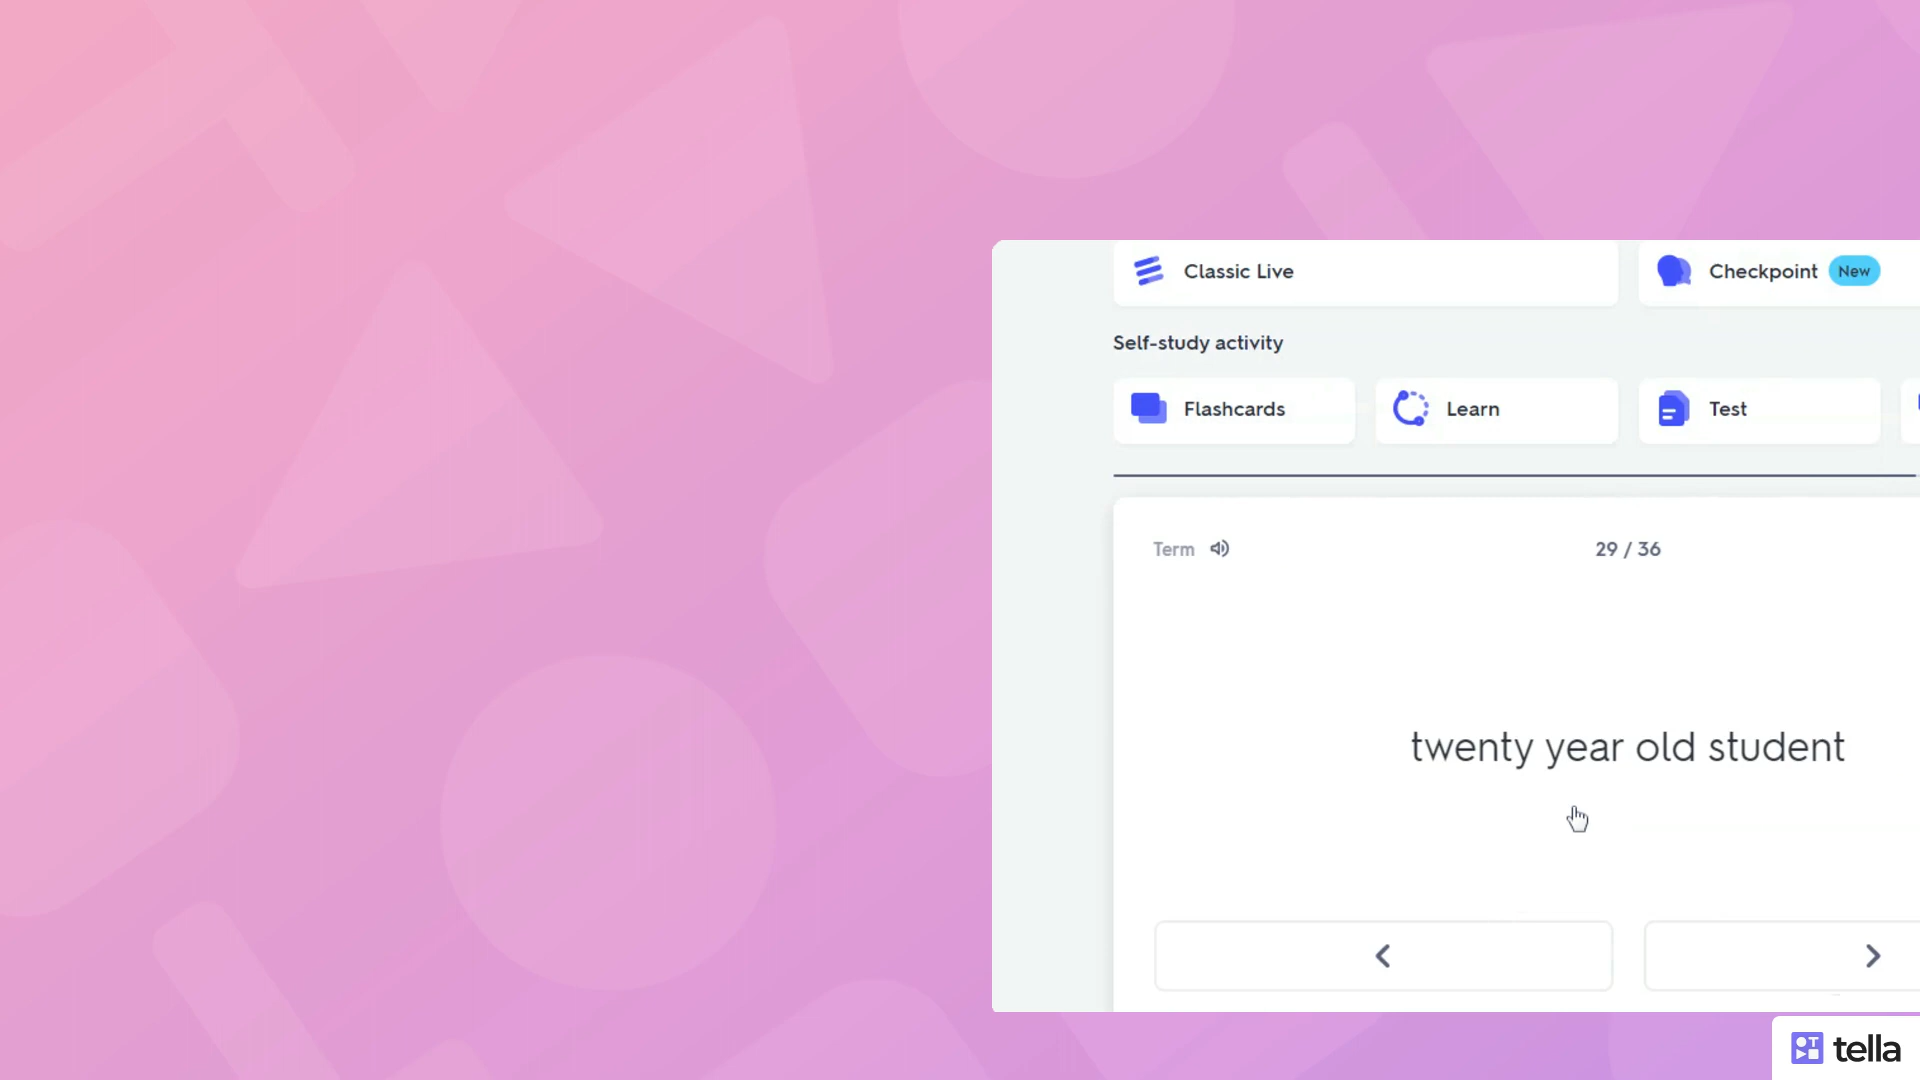 Classic Live
Checkpoint New
Self-study activity
Flashcards
Learn
Test
Term
29 / 36
twenty year old student
tella